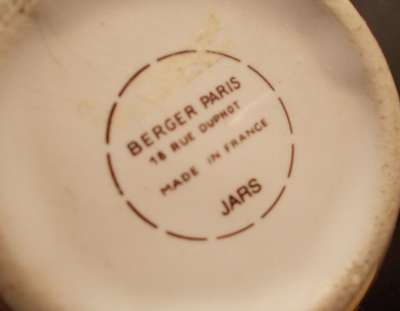 BERGER PARIS
18 RUE DUPHOT
MADE IN FRANCE
JARS